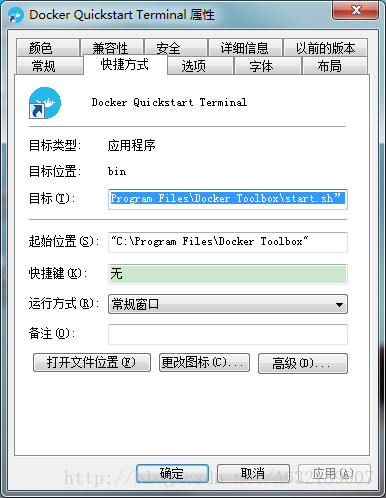 Docker Quickstart Terminal 属性
颜色 兼容性 安全 详细信息 以前的版本
常规 快捷方式 选项 字体 布局
Docker Quickstart Terminal
目标类型: 应用程序
目标位置: bin
目标(T): Program Files\Docker Toolbox\start.sh"
起始位置(S): "C:\Program Files\Docker Toolbox"
快捷键(K): 无
运行方式(R): 常规窗口
备注(O):
打开文件位置(F) 更改图标(C)... 高级(D)...
确定 取消 应用(A)